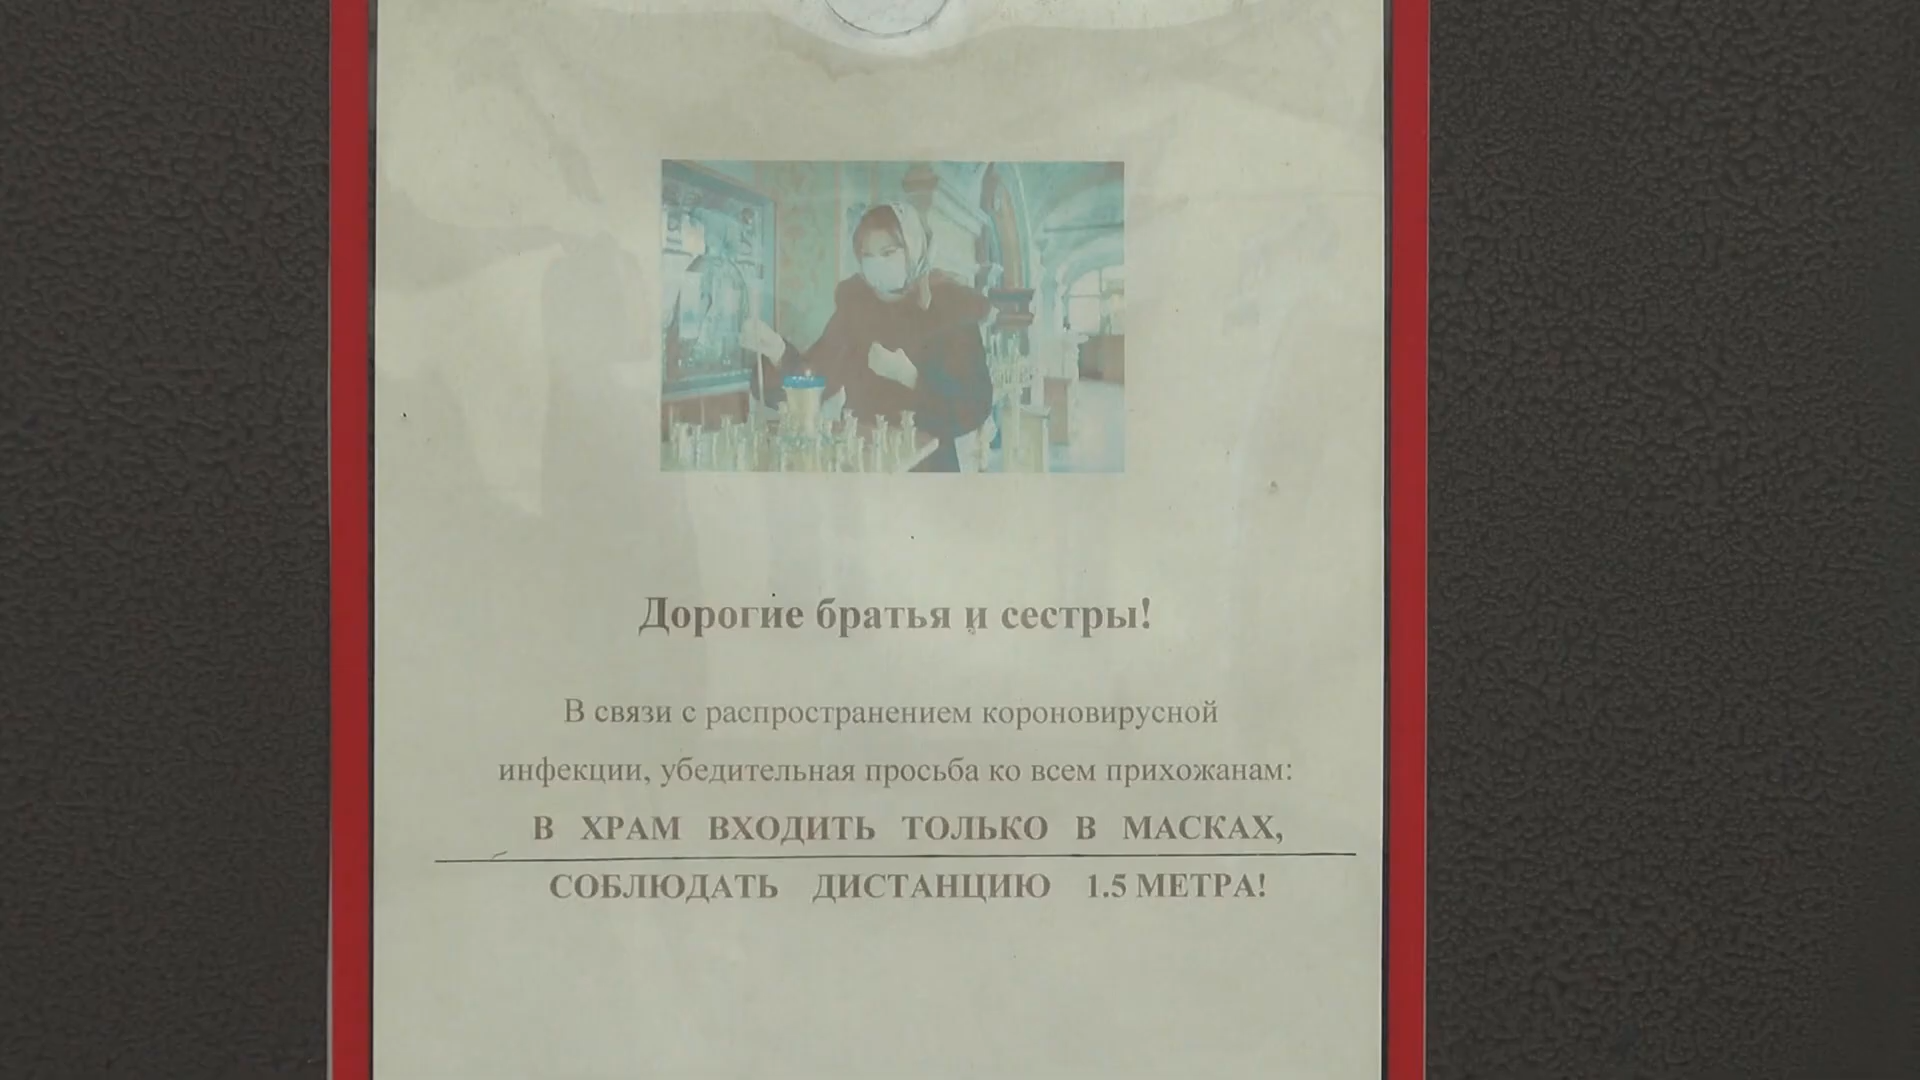 Дорогие братья и сестры!
В связи с распространением короновирусной
инфекции, убедительная просьба ко всем прихожанам:
В ХРАМ ВХОДИТЬ ТОЛЬКО В МАСКАХ,
СОБЛЮДАТЬ ДИСТАНЦИЮ 1.5 МЕТРА!